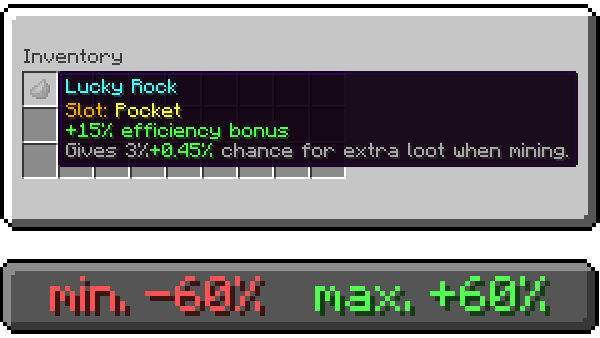 Inventory
Lucky Rock
Slot: Pocket
+15% efficiency bonus
Gives 3%+0.45% chance for extra loot when mining.
min. -60% max. +60%